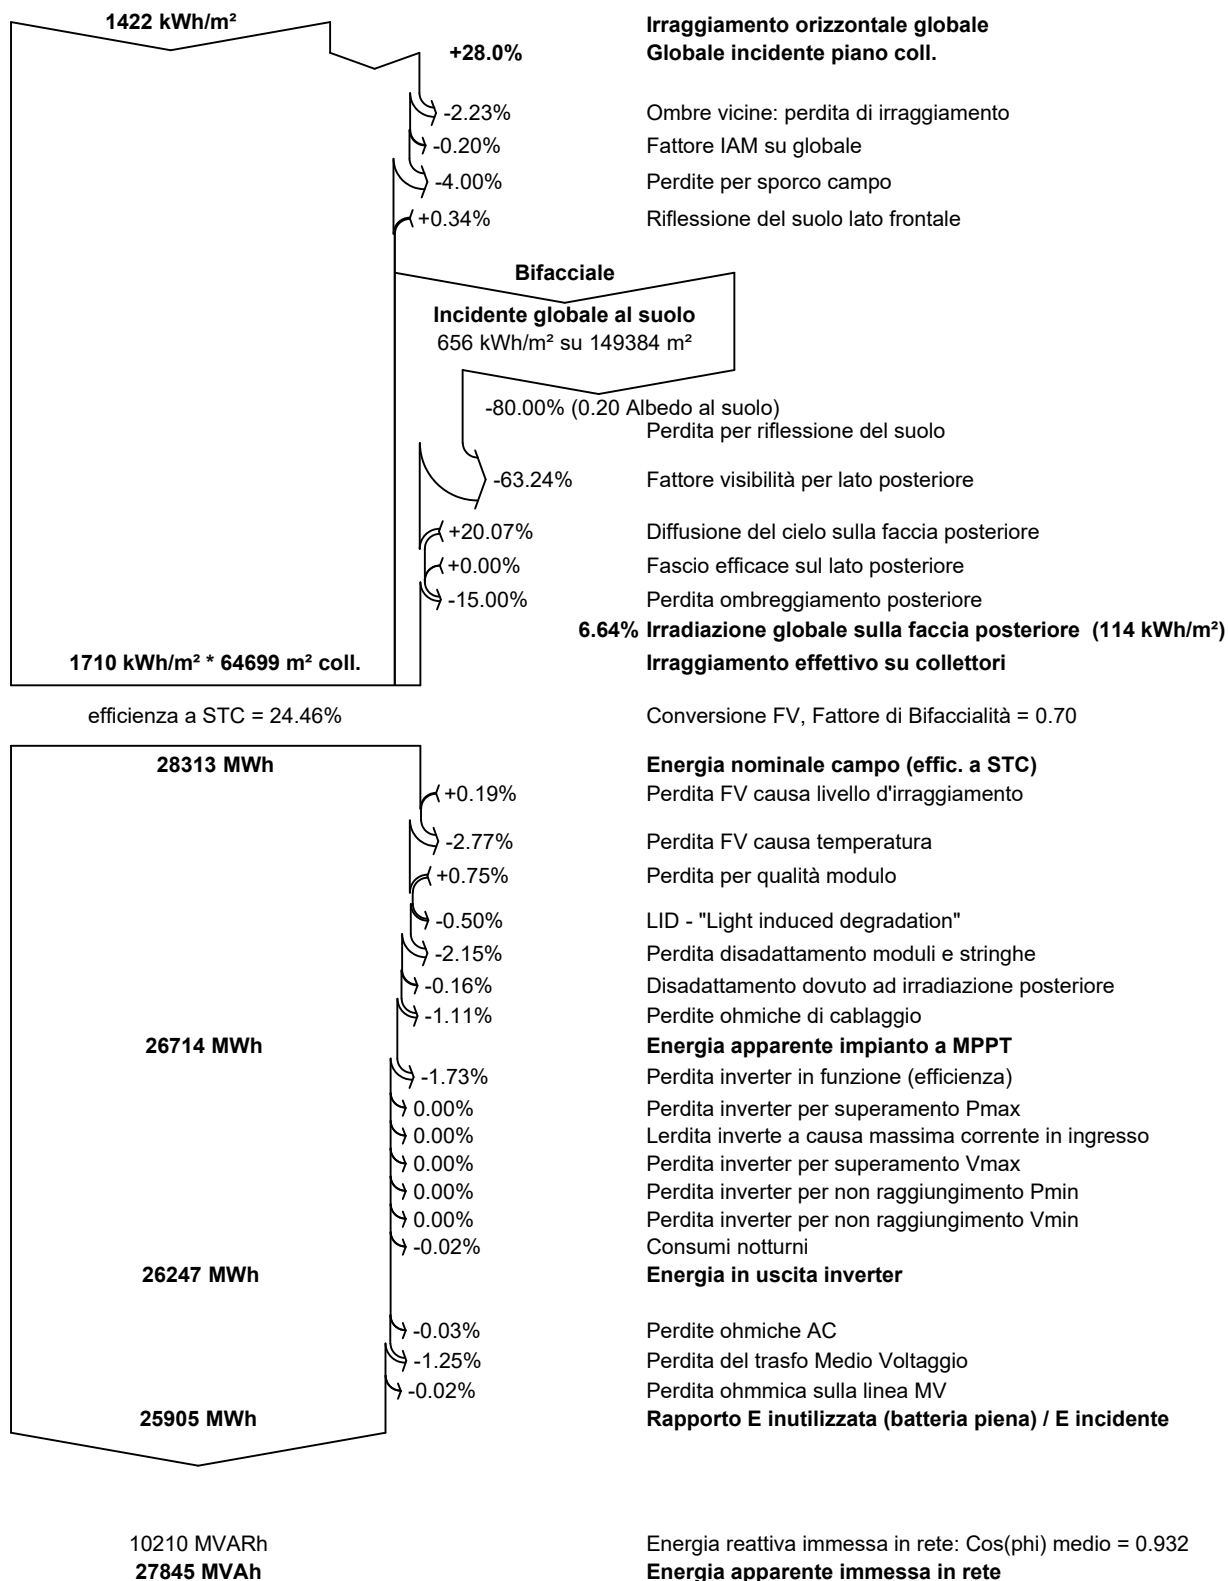 1422 kWh/m² Irraggiamento orizzontale globale
+28.0% Globale incidente piano coll.
-2.23% Ombre vicine: perdita di irraggiamento
-0.20% Fattore IAM su globale
-4.00% Perdite per sporco campo
+0.34% Riflessione del suolo lato frontale
Bifacciale
Incidente globale al suolo
656 kWh/m² su 149384 m²
-80.00% (0.20 Albedo al suolo)
Perdita per riflessione del suolo
-63.24% Fattore visibilità per lato posteriore
+20.07% Diffusione del cielo sulla faccia posteriore
+0.00% Fascio efficace sul lato posteriore
-15.00% Perdita ombreggiamento posteriore
6.64% Irradiazione globale sulla faccia posteriore (114 kWh/m²)
1710 kWh/m² * 64699 m² coll. Irraggiamento effettivo su collettori
efficienza a STC = 24.46% Conversione FV, Fattore di Bifaccialità = 0.70
28313 MWh Energia nominale campo (effic. a STC)
+0.19% Perdita FV causa livello d'irraggiamento
-2.77% Perdita FV causa temperatura
+0.75% Perdita per qualità modulo
-0.50% LID - "Light induced degradation"
-2.15% Perdita disadattamento moduli e stringhe
-0.16% Disadattamento dovuto ad irradiazione posteriore
-1.11% Perdite ohmiche di cablaggio
26714 MWh Energia apparente impianto a MPPT
-1.73% Perdita inverter in funzione (efficienza)
0.00% Perdita inverter per superamento Pmax
0.00% Lerdita inverte a causa massima corrente in ingresso
0.00% Perdita inverter per superamento Vmax
0.00% Perdita inverter per non raggiungimento Pmin
0.00% Perdita inverter per non raggiungimento Vmin
-0.02% Consumi notturni
26247 MWh Energia in uscita inverter
-0.03% Perdite ohmiche AC
-1.25% Perdita del trasfo Medio Voltaggio
-0.02% Perdita ohmmica sulla linea MV
25905 MWh Rapporto E inutilizzata (batteria piena) / E incidente
10210 MVARh Energia reattiva immessa in rete: Cos(phi) medio = 0.932
27845 MVAh Energia apparente immessa in rete